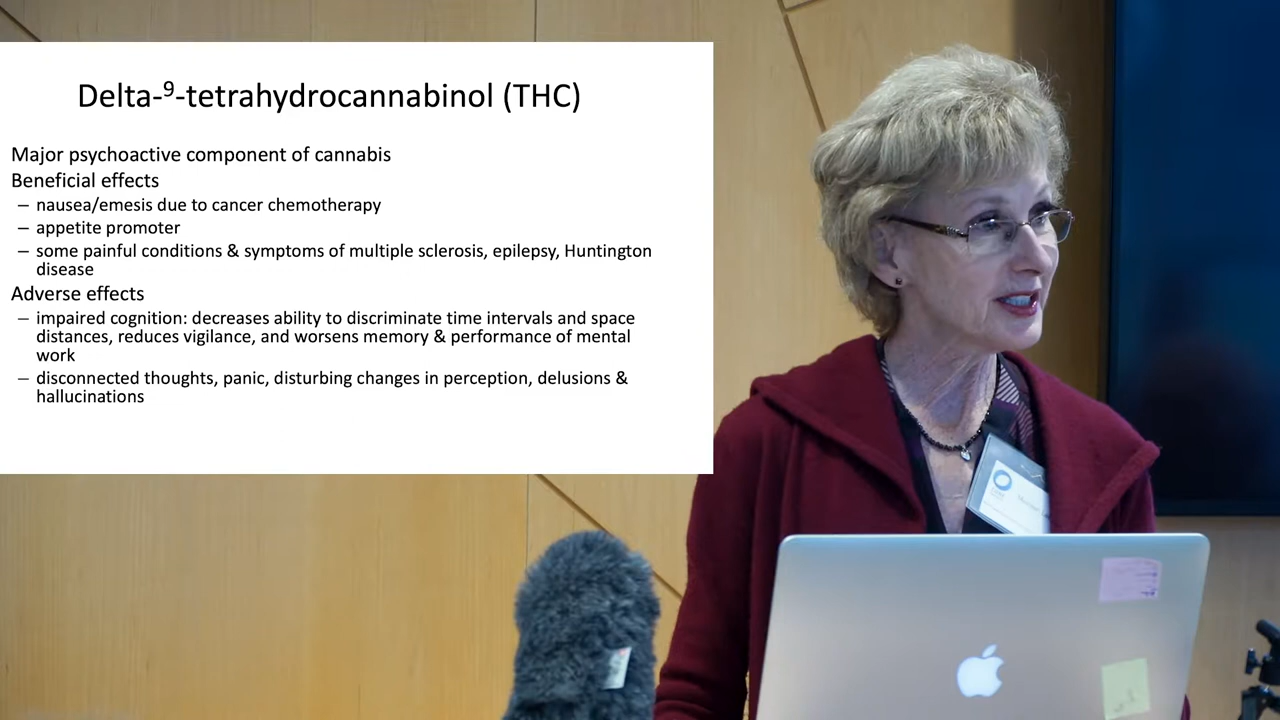 Delta-⁹-tetrahydrocannabinol (THC)
Major psychoactive component of cannabis
Beneficial effects
– nausea/emesis due to cancer chemotherapy
– appetite promoter
– some painful conditions & symptoms of multiple sclerosis, epilepsy, Huntington
disease
Adverse effects
– impaired cognition: decreases ability to discriminate time intervals and space
distances, reduces vigilance, and worsens memory & performance of mental
work
– disconnected thoughts, panic, disturbing changes in perception, delusions &
hallucinations